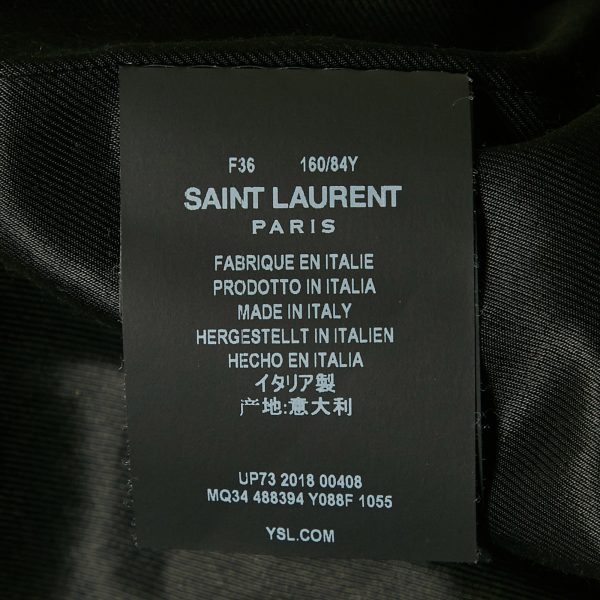 F36 160/84Y
SAINT LAURENT
PARIS
FABRIQUE EN ITALIE
PRODOTTO IN ITALIA
MADE IN ITALY
HERGESTELLT IN ITALIEN
HECHO EN ITALIA
イタリア製
产地:意大利
UP73 2018 00408
MQ34 488394 Y088F 1055
YSL.COM